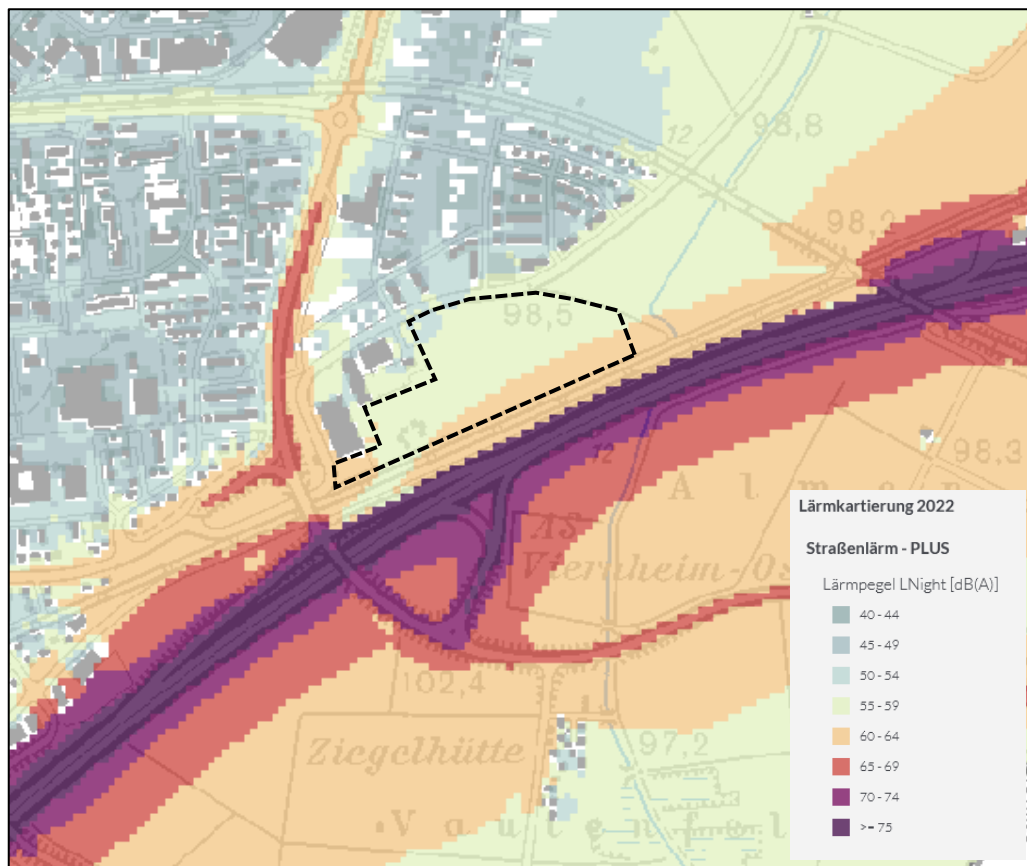 12
98,8
98,2
98,5
12
98,3
A l m e n
AS
Viernheim-Os
102,4
Ziegelhütte
97,2
Lärmkartierung 2022
Straßenlärm - PLUS
Lärmpegel LNight [dB(A)]
40 - 44
45 - 49
50 - 54
55 - 59
60 - 64
65 - 69
70 - 74
>= 75